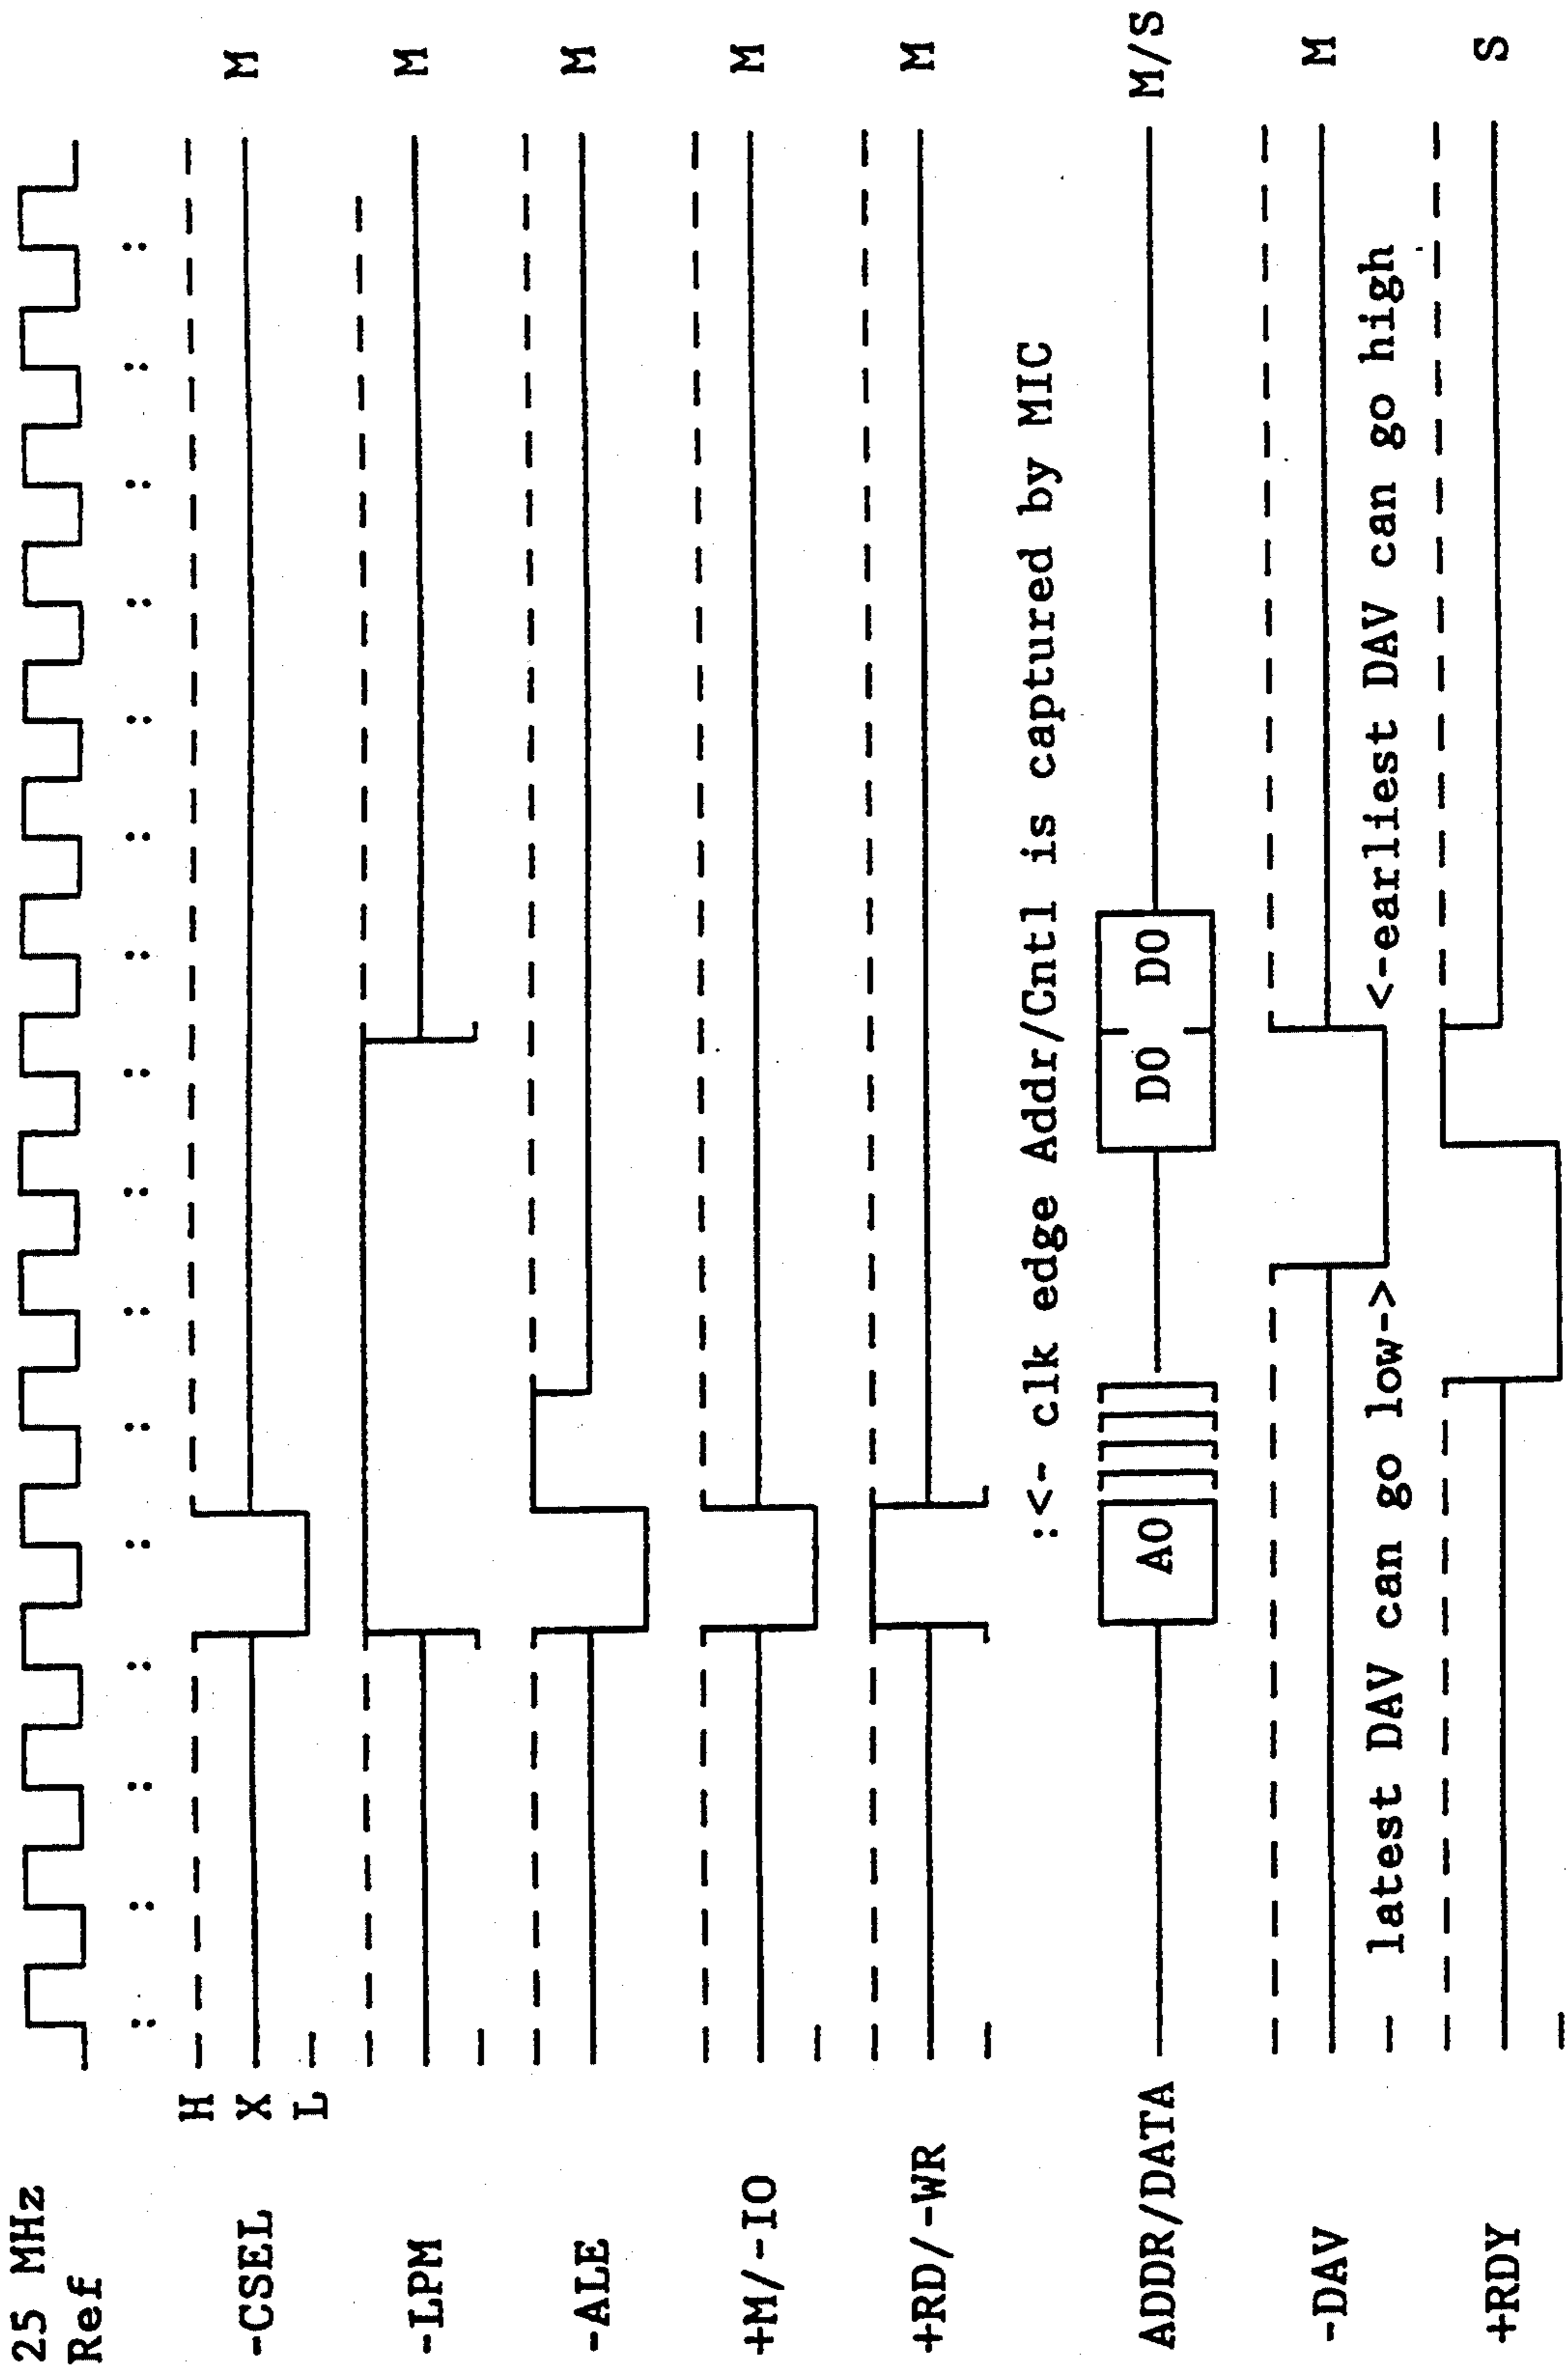 25 MHz
Ref
H
X
L
-CSEL M
-LPM M
-ALE M
+M/-IO M
+RD/-WR M
:<- clk edge Addr/Cntl is captured by MIC
ADDR/DATA A0 D0 D0 M/S
-DAV M
latest DAV can go low-> <-earliest DAV can go high
+RDY S